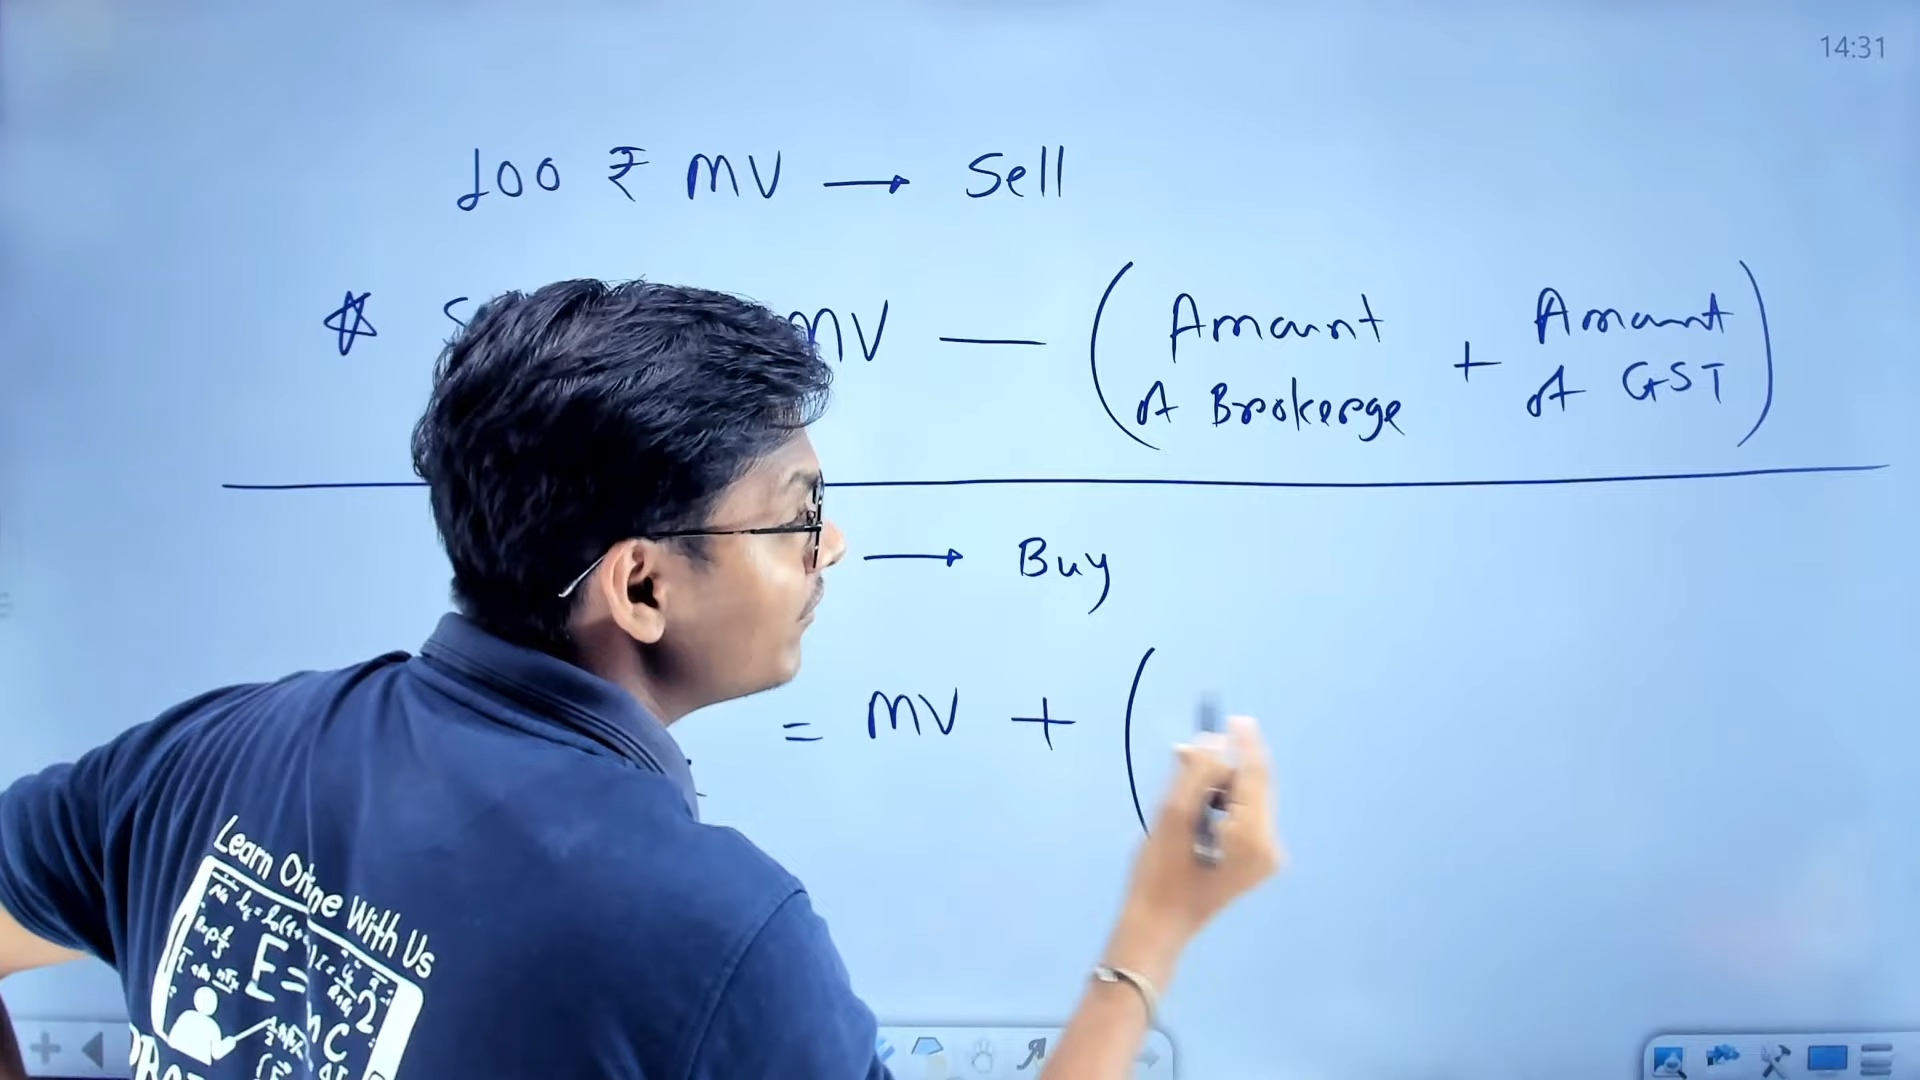 14:31
100 ₹ MV → Sell
MV — (Amount of Brokerage + Amount of GST)
→ Buy
= MV + (
Learn Online With Us